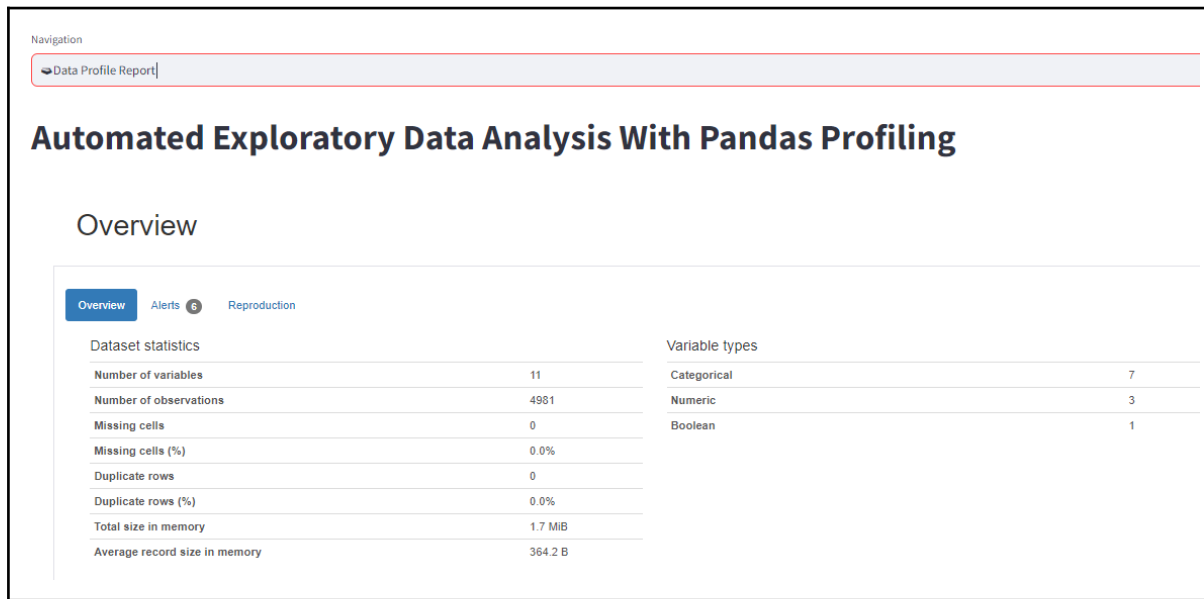 Navigation
Data Profile Report
Automated Exploratory Data Analysis With Pandas Profiling
Overview
Overview Alerts 6 Reproduction
Dataset statistics
Number of variables 11
Number of observations 4981
Missing cells 0
Missing cells (%) 0.0%
Duplicate rows 0
Duplicate rows (%) 0.0%
Total size in memory 1.7 MiB
Average record size in memory 364.2 B
Variable types
Categorical 7
Numeric 3
Boolean 1